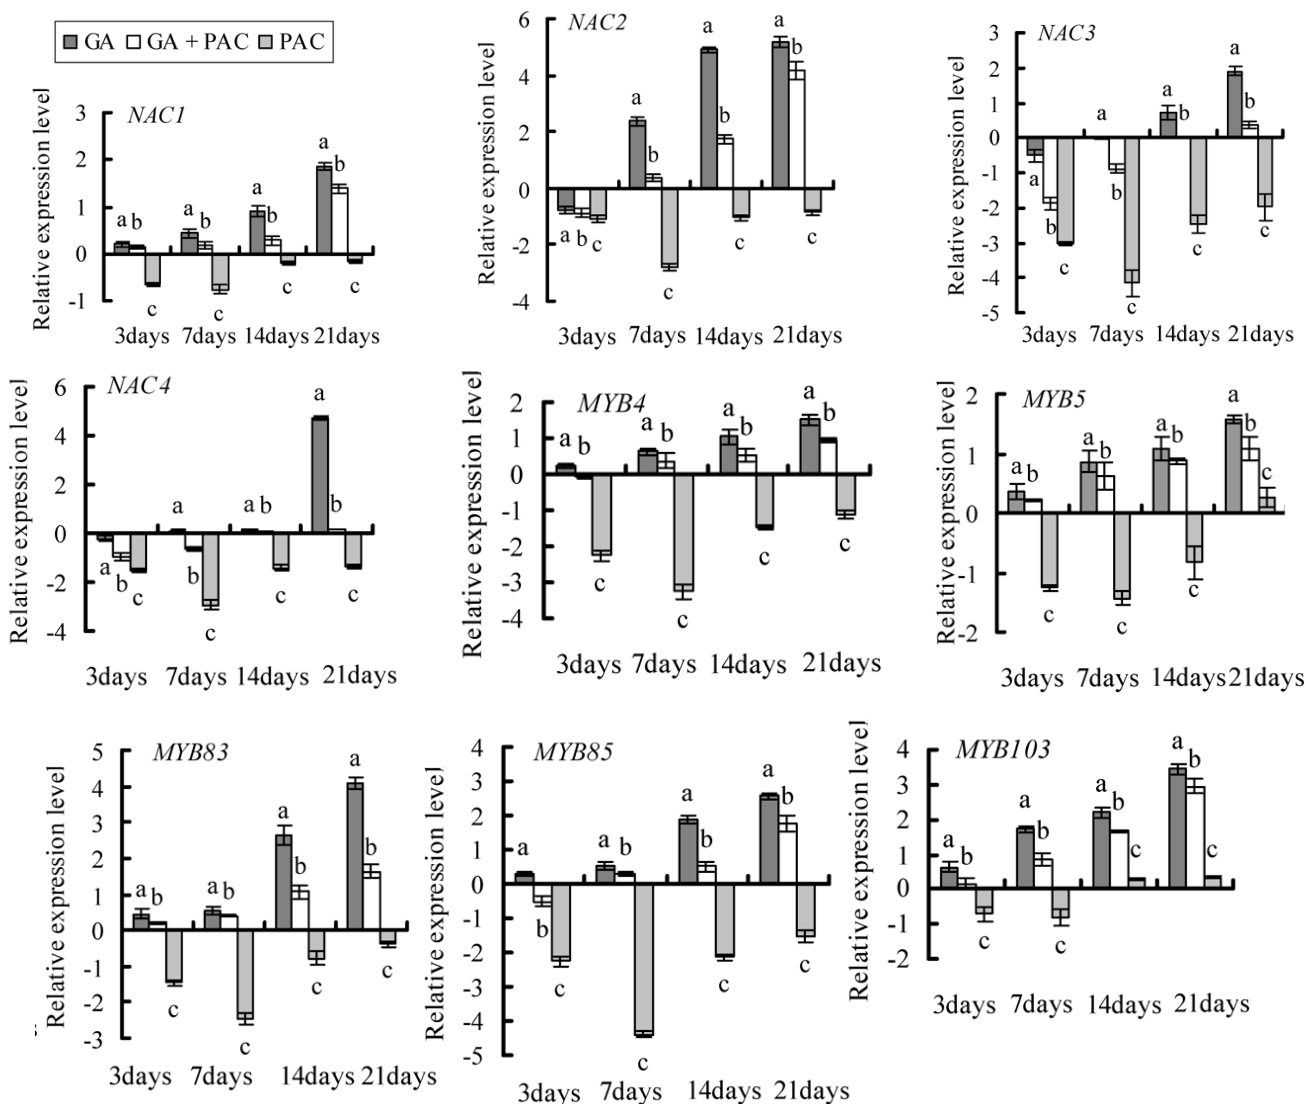 GA GA + PAC PAC
NAC1
Relative expression level
3
2
1
0
-1
a b
c
a
b
c
a
b
c
a
b
c
3days 7days 14days 21days
NAC2
Relative expression level
6
4
2
0
-2
-4
a b c
a
b
c
a
b
c
a
b
c
3days 7days 14days 21days
NAC3
Relative expression level
3
2
1
0
-1
-2
-3
-4
-5
a
b
c
a
b
c
a
b
c
a
b
c
3days 7days 14days 21days
NAC4
Relative expression level
6
4
2
0
-2
-4
a
b
c
a
b
c
a b
c
a
b
c
3days 7days 14days 21days
MYB4
Relative expression level
2
1
0
-1
-2
-3
-4
a
b
c
a
b
c
a
b
c
a
b
c
3days 7days 14days 21days
MYB5
Relative expression level
2
1
0
-1
-2
a
b
c
a
b
c
a
b
c
a
b
c
3days 7days 14days 21days
MYB83
Relative expression level
5
4
3
2
1
0
-1
-2
-3
a b
c
a b
c
a
b
c
a
b
c
3days 7days 14days 21days
MYB85
Relative expression level
4
3
2
1
0
-1
-2
-3
-4
-5
a
b
c
a
b
c
a
b
c
a
b
c
3days 7days 14days 21days
MYB103
Relative expression level
4
3
2
1
0
-1
-2
a
b
c
a
b
c
a
b
c
a
b
c
3days 7days 14days 21days